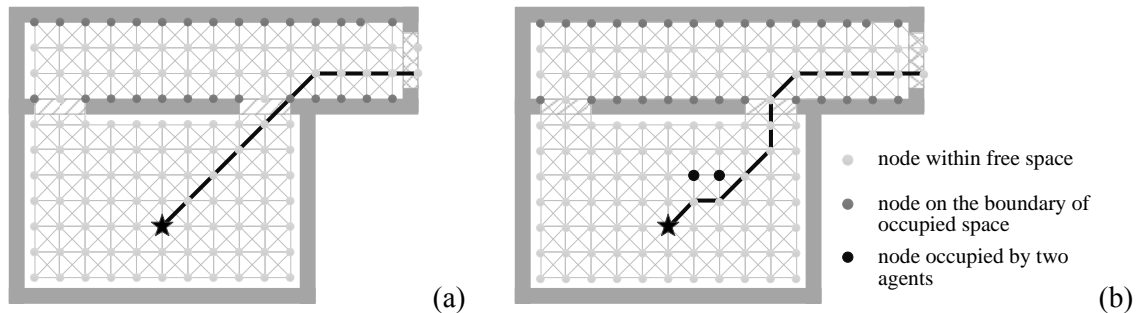 node within free space
node on the boundary of
occupied space
node occupied by two
agents
(a)
(b)